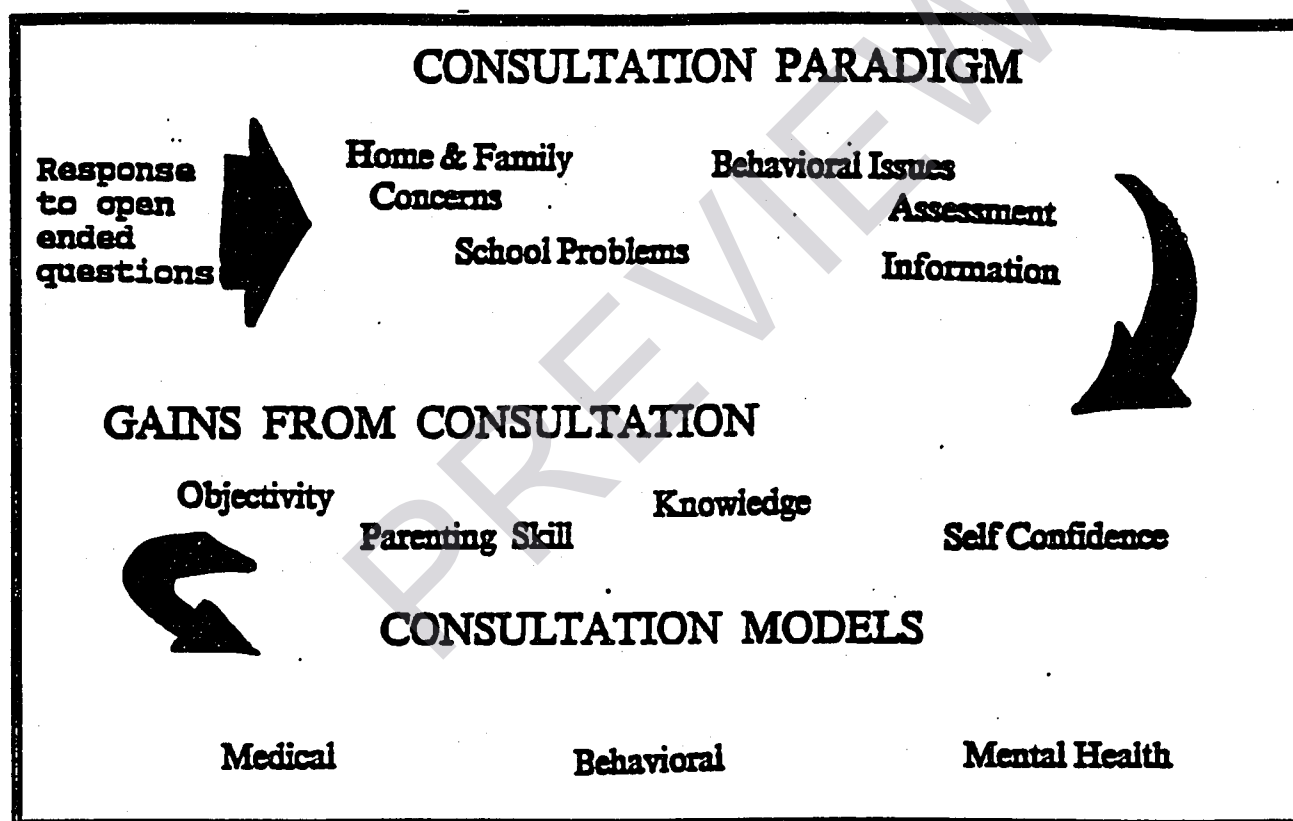 CONSULTATION PARADIGM
Response
to open
ended
questions
Home & Family
Concerns
School Problems
Behavioral Issues
Assessment
Information
GAINS FROM CONSULTATION
Objectivity
Parenting Skill
Knowledge
Self Confidence
CONSULTATION MODELS
Medical
Behavioral
Mental Health
PREVIEW